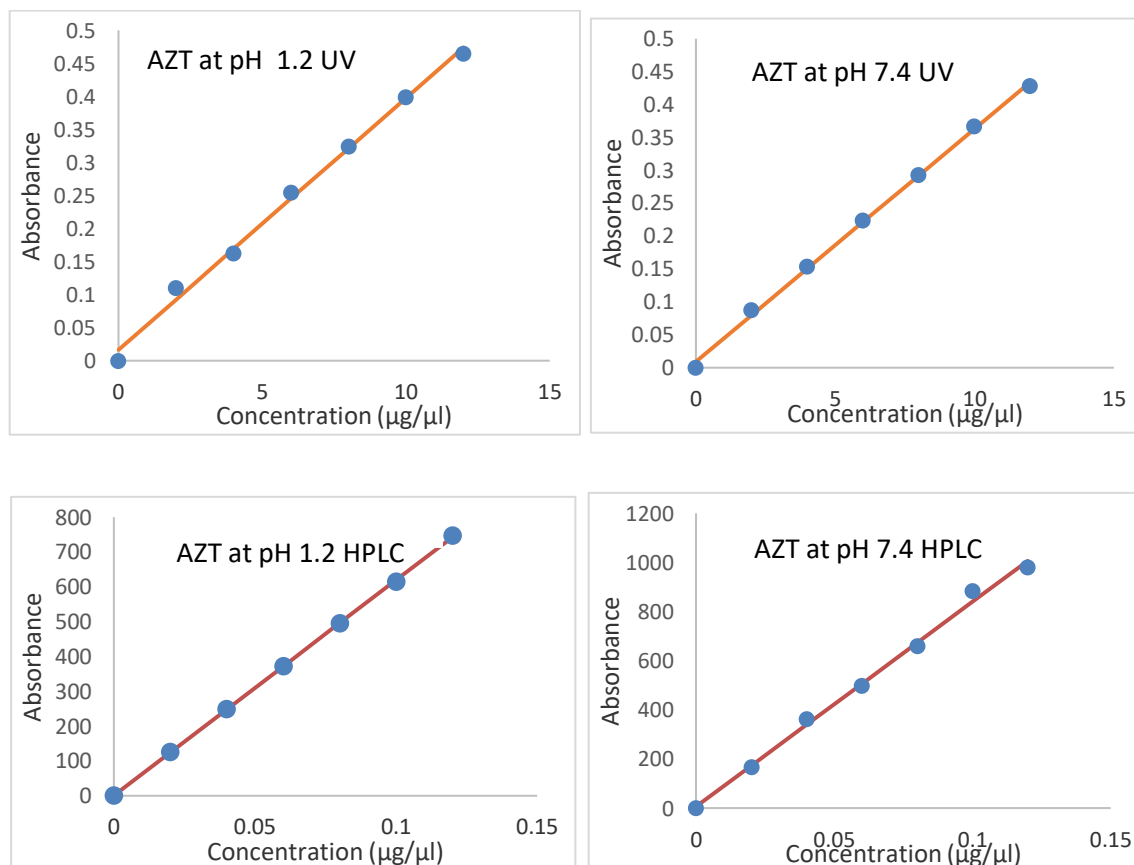 AZT at pH 1.2 UV
Absorbance
0.5
0.45
0.4
0.35
0.3
0.25
0.2
0.15
0.1
0.05
0
0 5 10 15
Concentration (µg/µl)
AZT at pH 7.4 UV
Absorbance
0.5
0.45
0.4
0.35
0.3
0.25
0.2
0.15
0.1
0.05
0
0 5 10 15
Concentration (µg/µl)
AZT at pH 1.2 HPLC
Absorbance
800
700
600
500
400
300
200
100
0
0 0.05 0.1 0.15
Concentration (µg/µl)
AZT at pH 7.4 HPLC
Absorbance
1200
1000
800
600
400
200
0
0 0.05 0.1 0.15
Concentration (µg/µl)